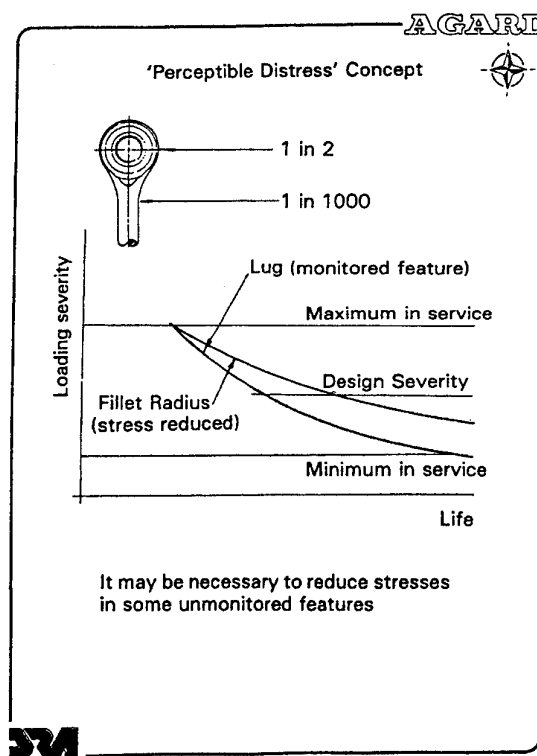 AGARD
'Perceptible Distress' Concept
1 in 2
1 in 1000
Lug (monitored feature)
Maximum in service
Loading severity
Design Severity
Fillet Radius
(stress reduced)
Minimum in service
Life
It may be necessary to reduce stresses
in some unmonitored features